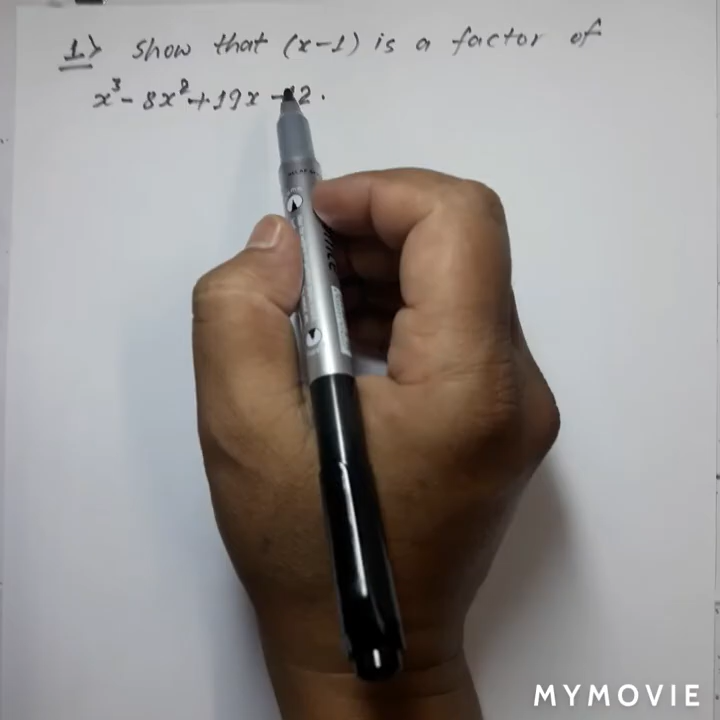 1> Show that (x-1) is a factor of
x³ - 8x² + 19x - 12.
MYMOVIE